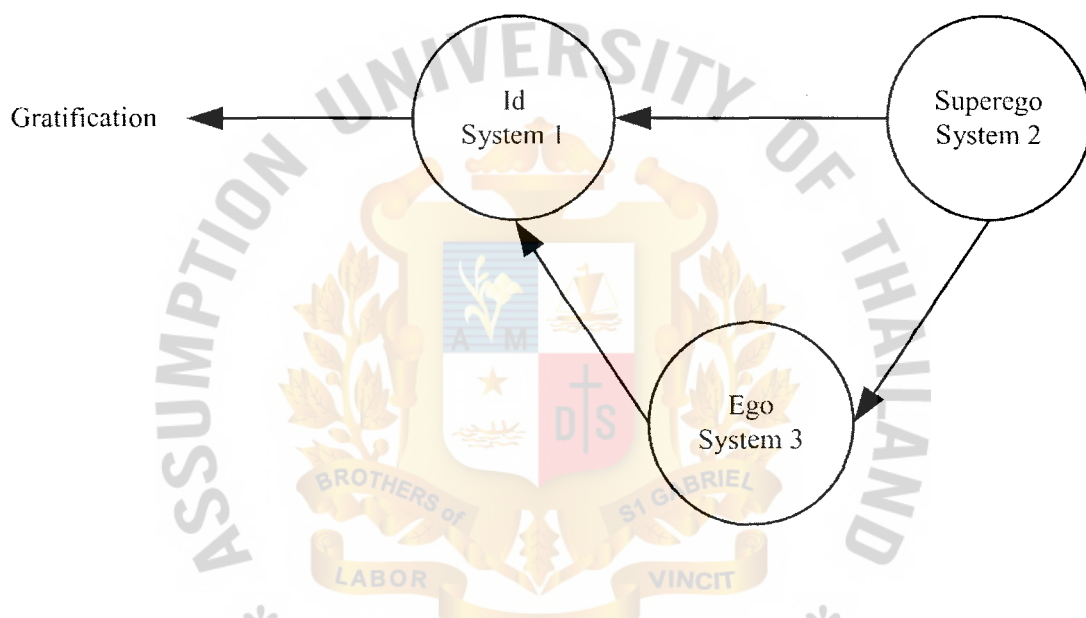 ASSUMPTION UNIVERSITY OF THAILAND
Gratification
Id
System 1
Superego
System 2
A M
Ego
System 3
D S
BROTHERS of
S1 GABRIEL
LABOR
VINCIT